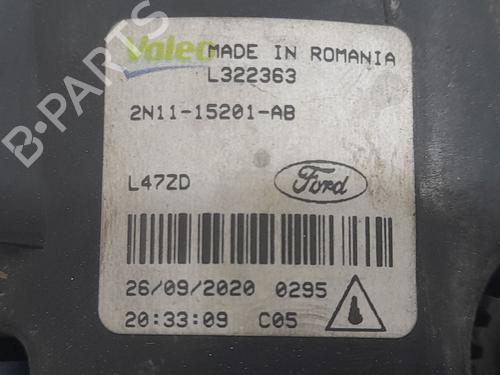 Valeo MADE IN ROMANIA
L322363
2N11-15201-AB
L47ZD Ford
26/09/2020 0295
20:33:09 C05
B-PARTS